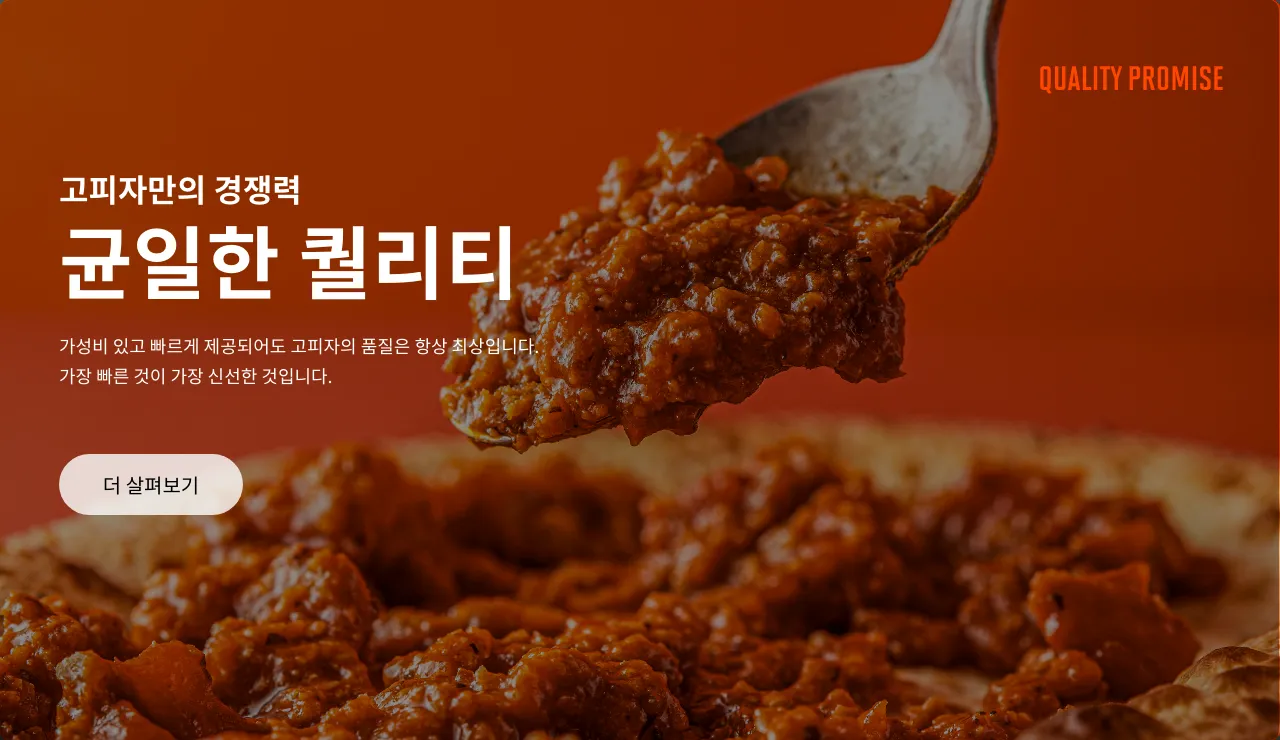 QUALITY PROMISE
고피자만의 경쟁력
균일한 퀄리티
가성비 있고 빠르게 제공되어도 고피자의 품질은 항상 최상입니다.
가장 빠른 것이 가장 신선한 것입니다.
더 살펴보기